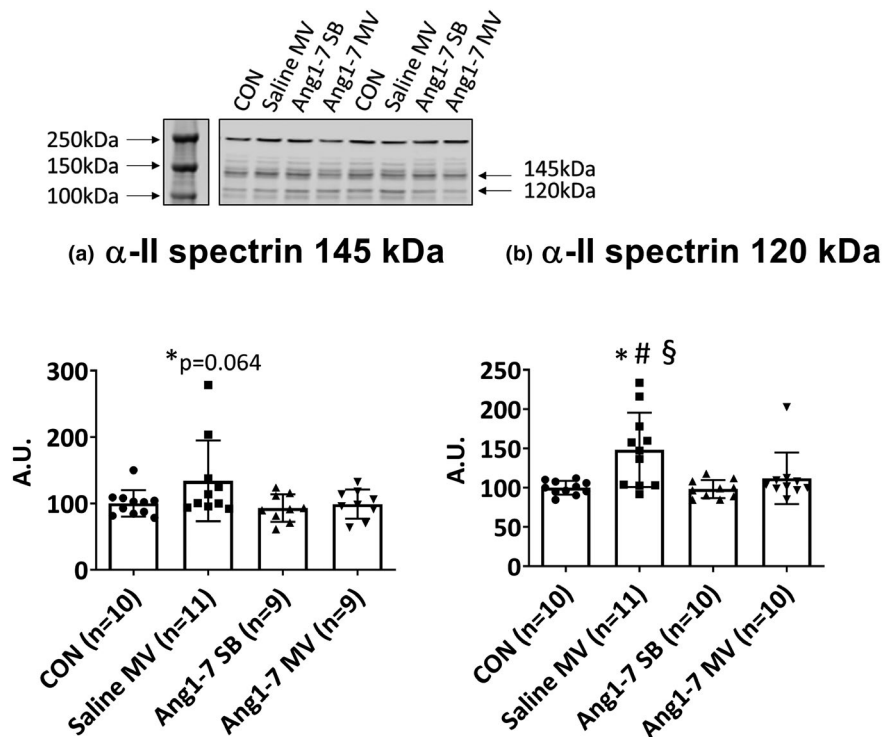 CON
Saline MV
Ang1-7 SB
Ang1-7 MV
CON
Saline MV
Ang1-7 SB
Ang1-7 MV
250kDa
150kDa
100kDa
145kDa
120kDa
(a) α-II spectrin 145 kDa
(b) α-II spectrin 120 kDa
*p=0.064
A.U.
300
200
100
0
CON (n=10)
Saline MV (n=11)
Ang1-7 SB (n=9)
Ang1-7 MV (n=9)
* # §
A.U.
250
200
150
100
50
0
CON (n=10)
Saline MV (n=11)
Ang1-7 SB (n=10)
Ang1-7 MV (n=10)